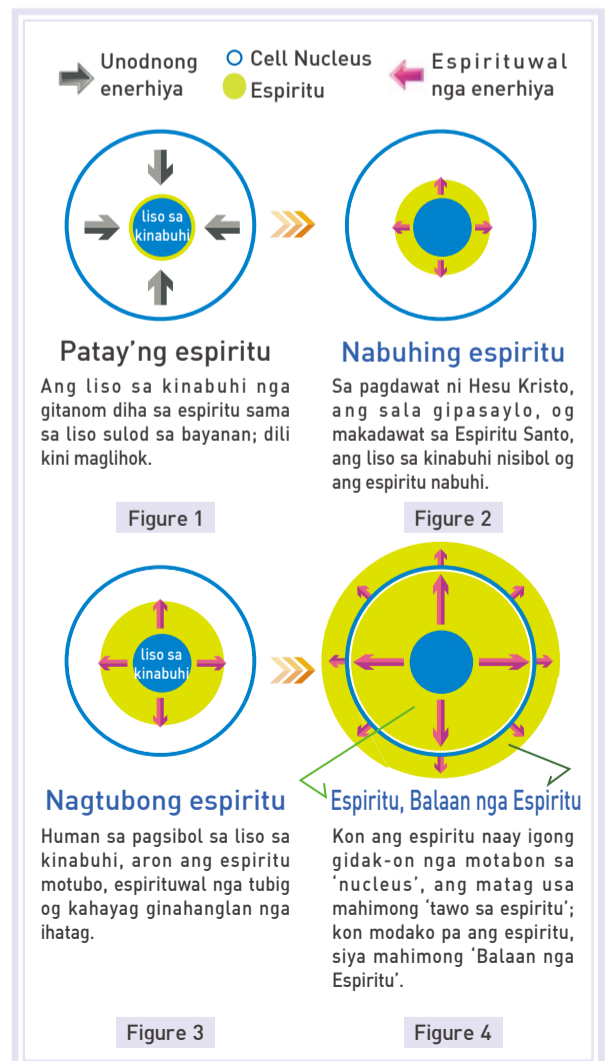 Unodnong
enerhiya
Cell Nucleus
Espiritu
Espirituwal
nga enerhiya
liso sa
kinabuhi
Patay’ng espiritu
Ang liso sa kinabuhi nga
gitanom diha sa espiritu sama
sa liso sulod sa bayanan; dili
kini maglihok.
Figure 1
Nabuhing espiritu
Sa pagdawat ni Hesu Kristo,
ang sala gipasaylo, og
makadawat sa Espiritu Santo,
ang liso sa kinabuhi nisibol og
ang espiritu nabuhi.
Figure 2
liso sa
kinabuhi
Nagtubong espiritu
Human sa pagsibol sa liso sa
kinabuhi, aron ang espiritu
motubo, espirituwal nga tubig
og kahayag ginahanglan nga
ihatag.
Figure 3
Espiritu, Balaan nga Espiritu
Kon ang espiritu naay igong
gidak-on nga motabon sa
‘nucleus’, ang matag usa
mahimong ‘tawo sa espiritu’;
kon modako pa ang espiritu,
siya mahimong ‘Balaan nga
Espiritu’.
Figure 4